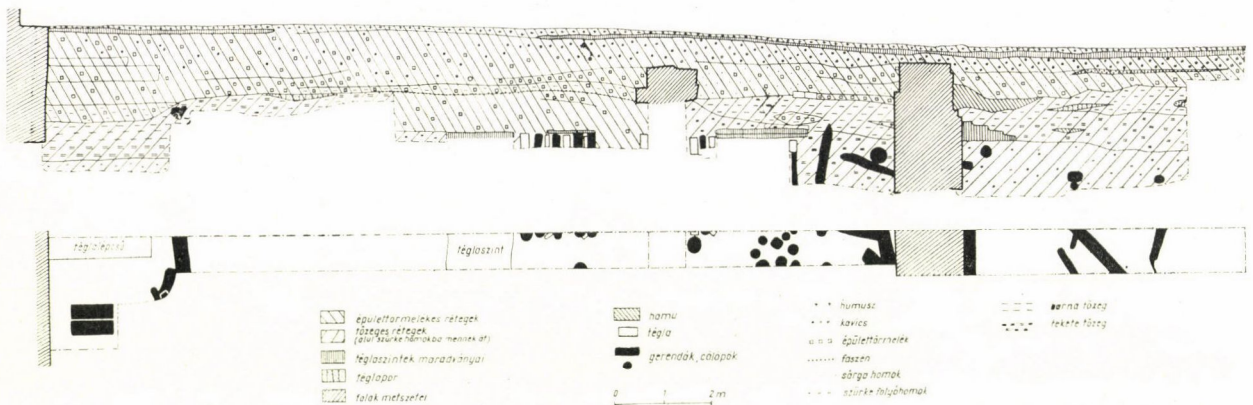 téglalépcső
téglaszint
épülettörmelékes rétegek
tőzeges rétegek
(alul szürke homokba mennek át)
téglaszintek maradványai
téglapor
falak metszetei
hamu
tégla
gerendák, cölöpök
0 1 2 m
humusz
kavics
épülettörmelék
faszén
sárga homok
szürke folyóhomok
barna tőzeg
fekete tőzeg